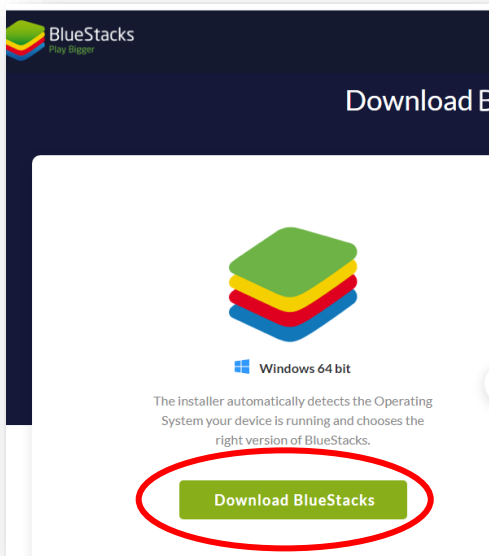 BlueStacks
Play Bigger
Download
Windows 64 bit
The installer automatically detects the Operating
System your device is running and chooses the
right version of BlueStacks.
Download BlueStacks